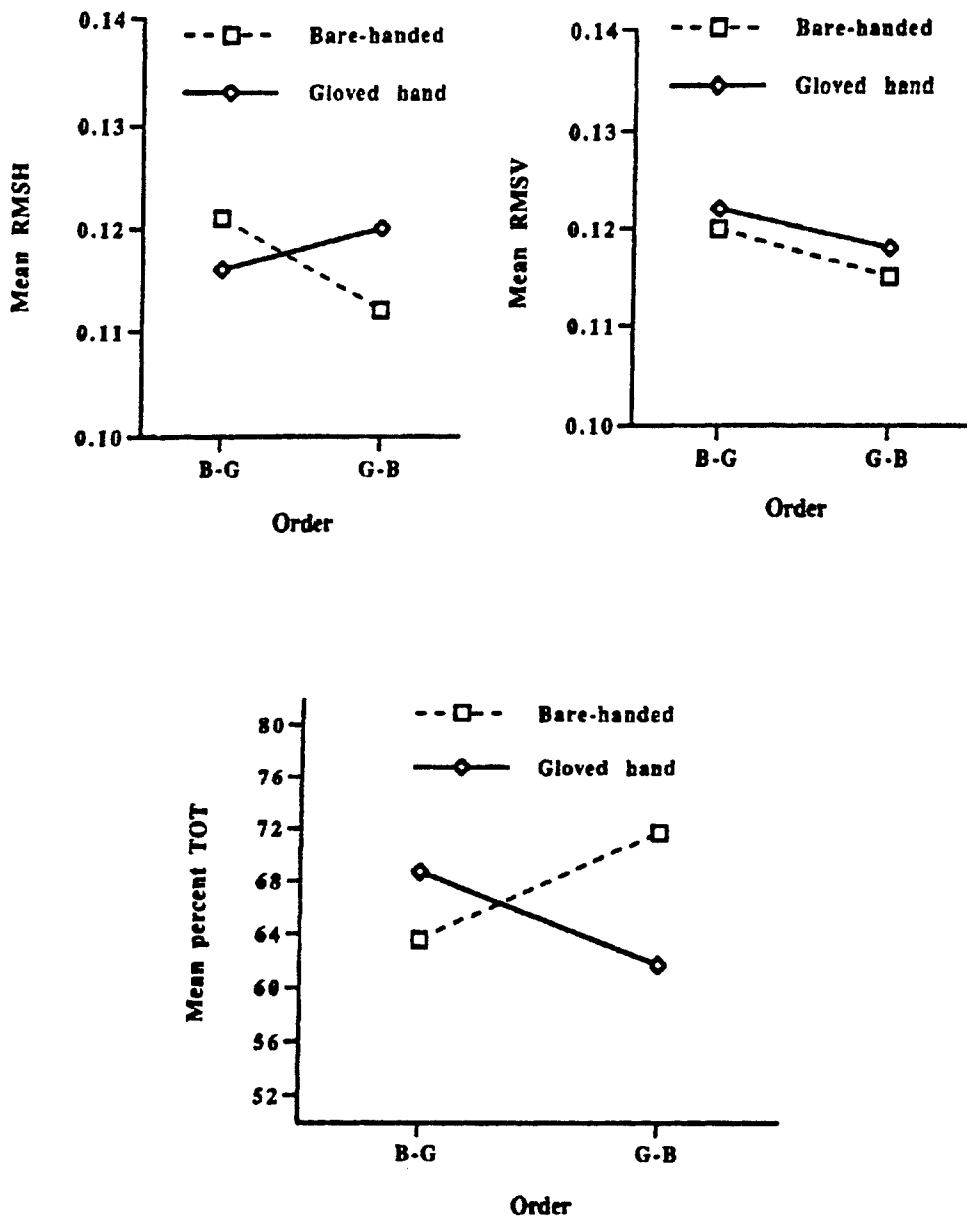 0.14
Bare-handed
Gloved hand
0.13
0.12
0.11
0.10
Mean RMSH
B-G
G-B
Order
0.14
Bare-handed
Gloved hand
0.13
0.12
0.11
0.10
Mean RMSV
B-G
G-B
Order
Bare-handed
Gloved hand
80
76
72
68
64
60
56
52
Mean percent TOT
B-G
G-B
Order